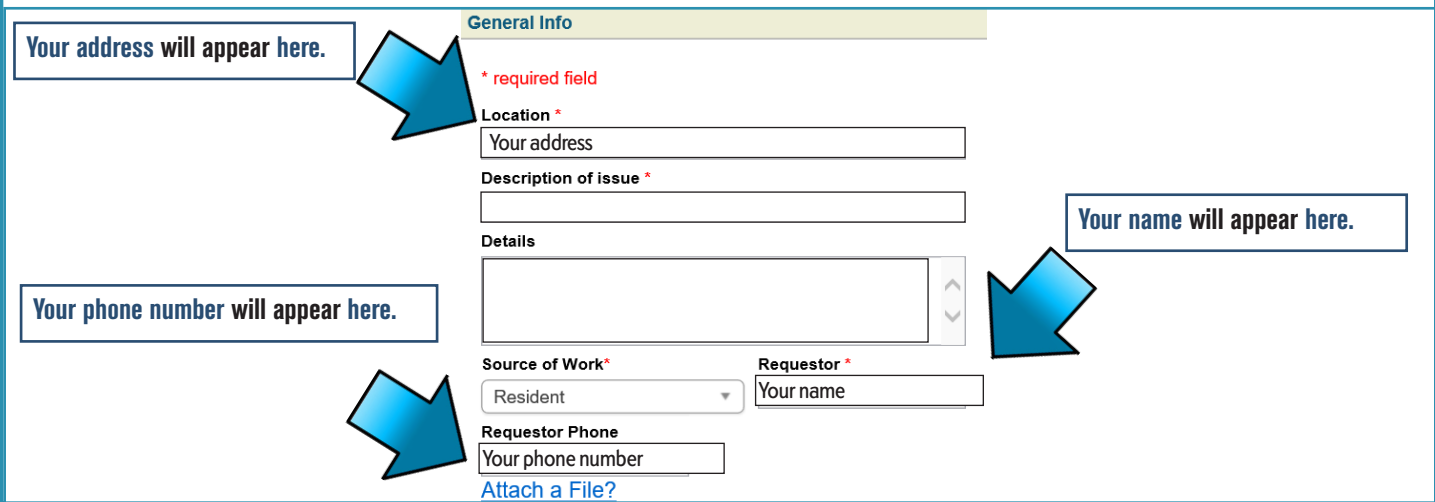 General Info
Your address will appear here.
* required field
Location *
Your address
Description of issue *
Your name will appear here.
Details
Your phone number will appear here.
Source of Work*
Requestor *
Resident
Your name
Requestor Phone
Your phone number
Attach a File?